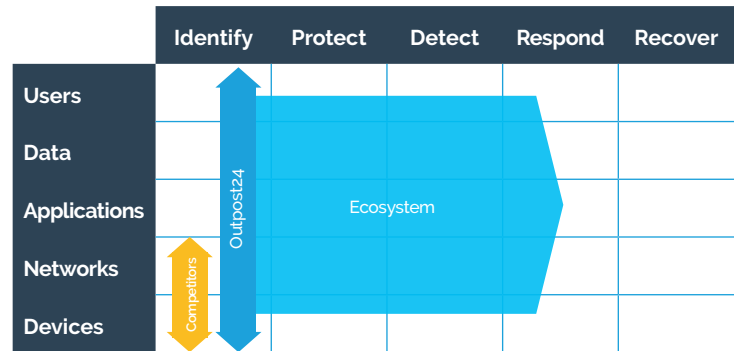 Identify Protect Detect Respond Recover
Users
Data
Applications
Networks
Devices
Outpost24
Competitors
Ecosystem